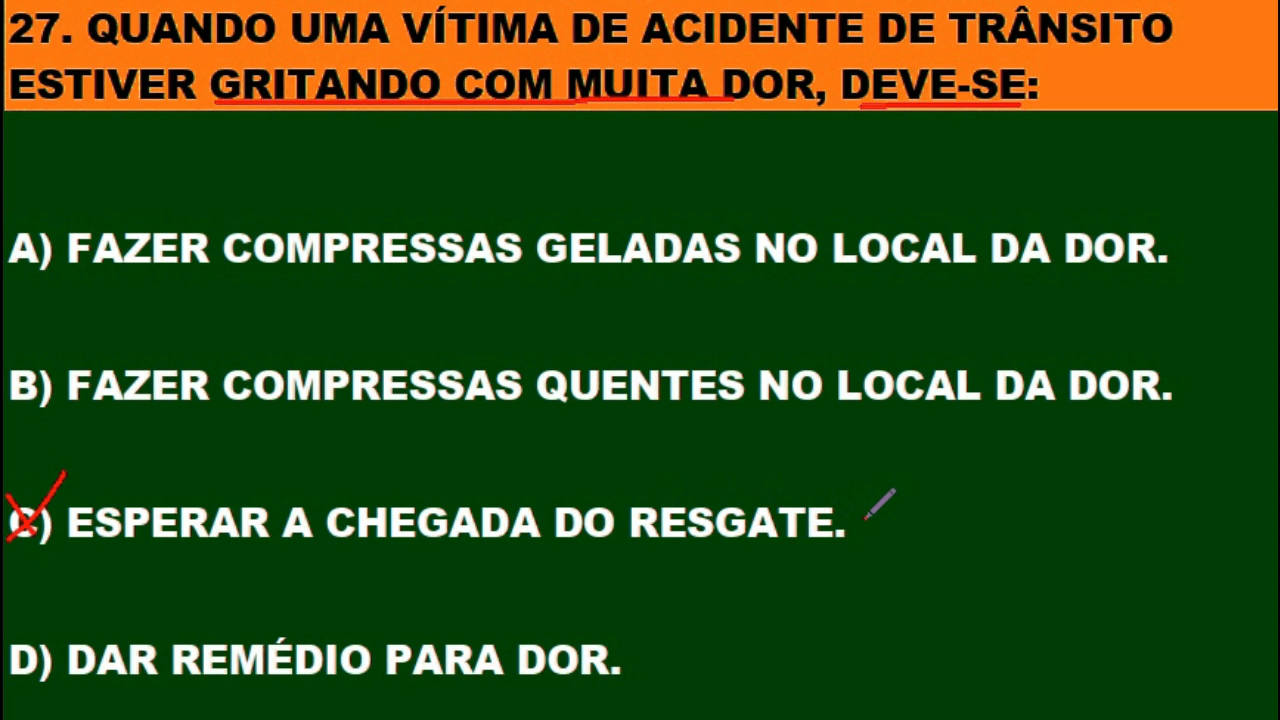 27. QUANDO UMA VÍTIMA DE ACIDENTE DE TRÂNSITO
ESTIVER GRITANDO COM MUITA DOR, DEVE-SE:
A) FAZER COMPRESSAS GELADAS NO LOCAL DA DOR.
B) FAZER COMPRESSAS QUENTES NO LOCAL DA DOR.
C) ESPERAR A CHEGADA DO RESGATE.
D) DAR REMÉDIO PARA DOR.